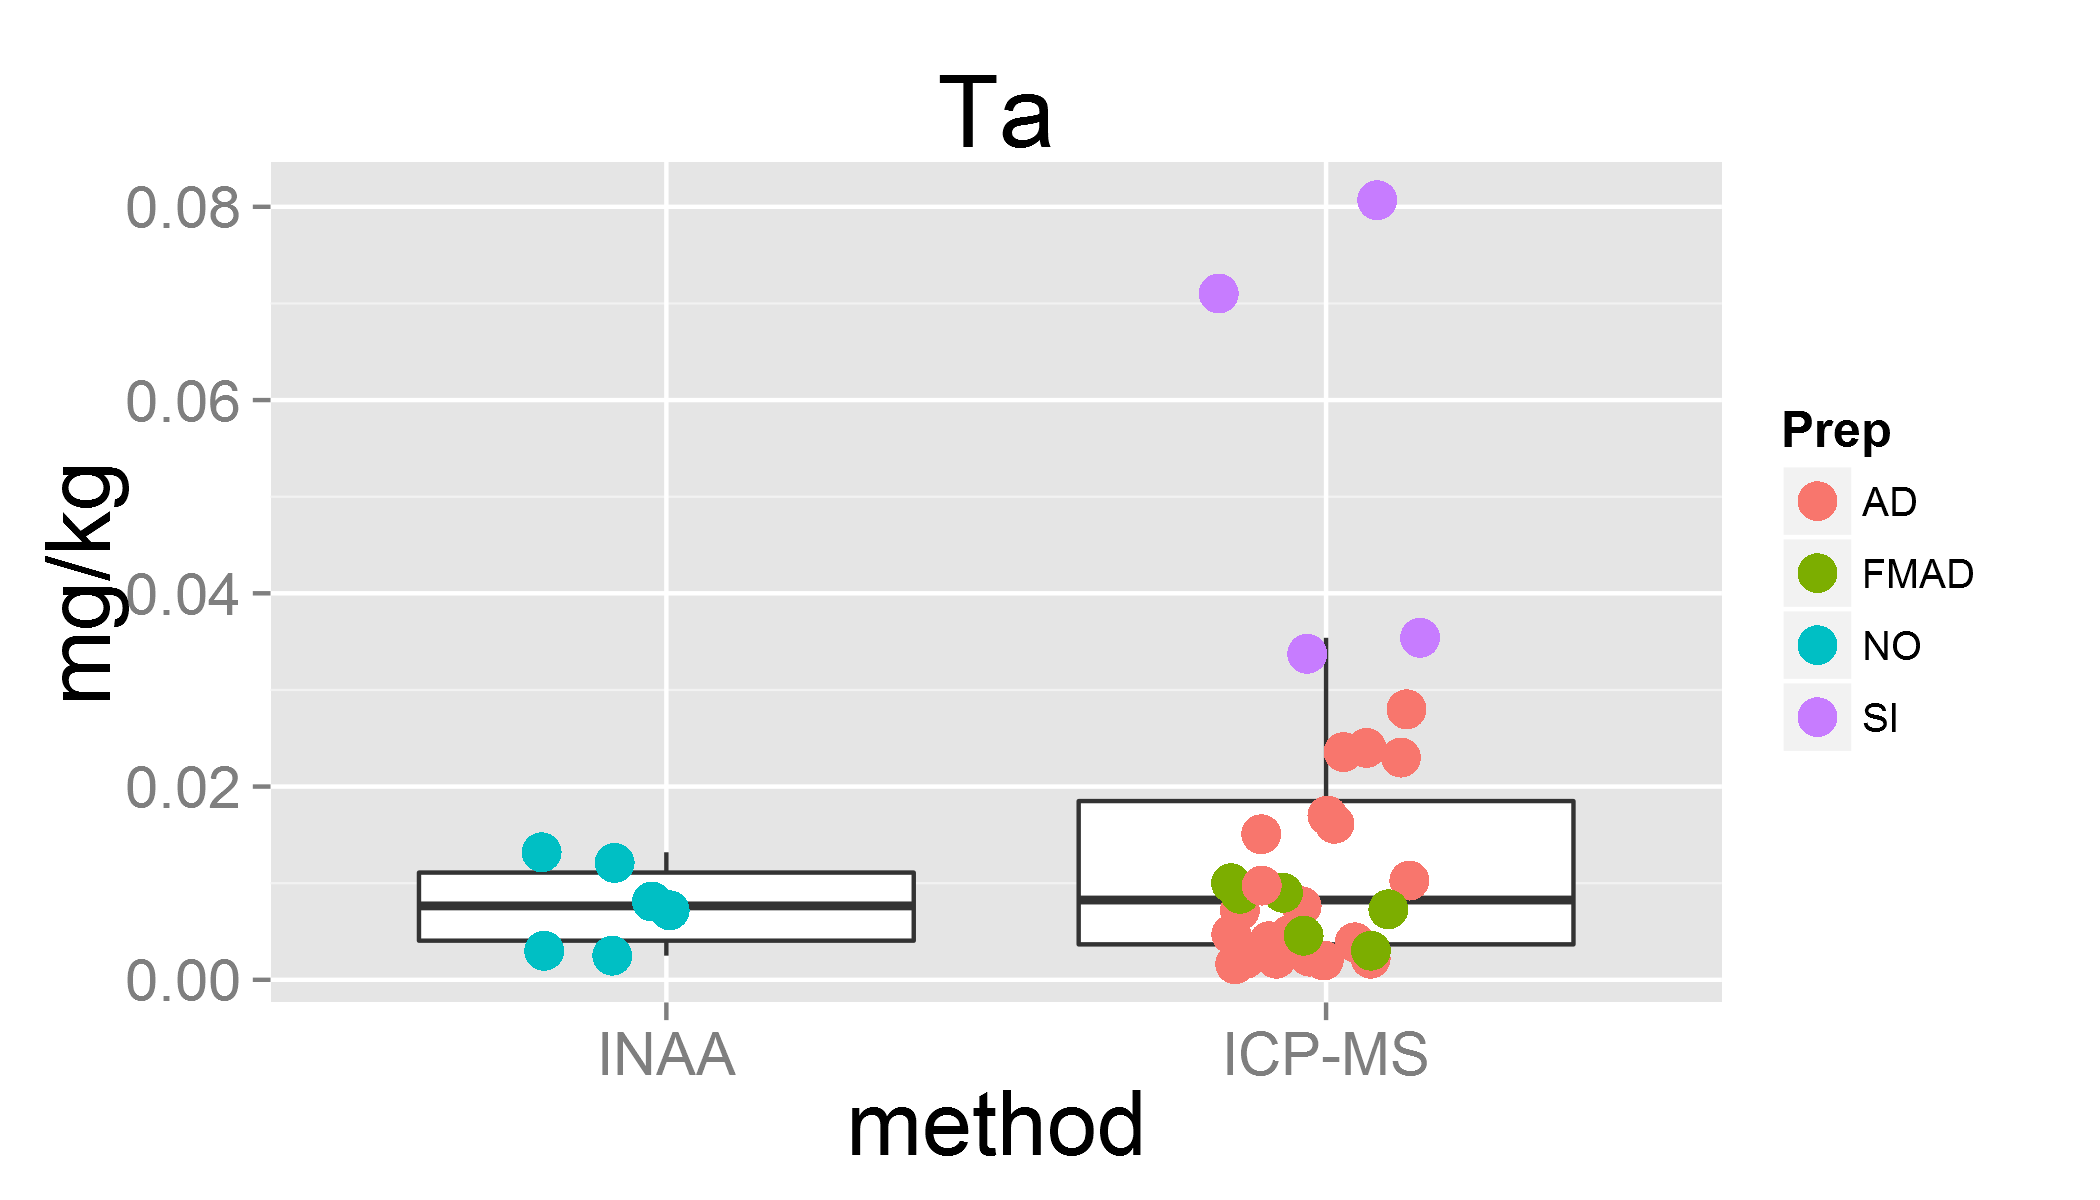 Ta
0.08
0.06
0.04
0.02
0.00
mg/kg
INAA
ICP-MS
method
Prep
AD
FMAD
NO
SI